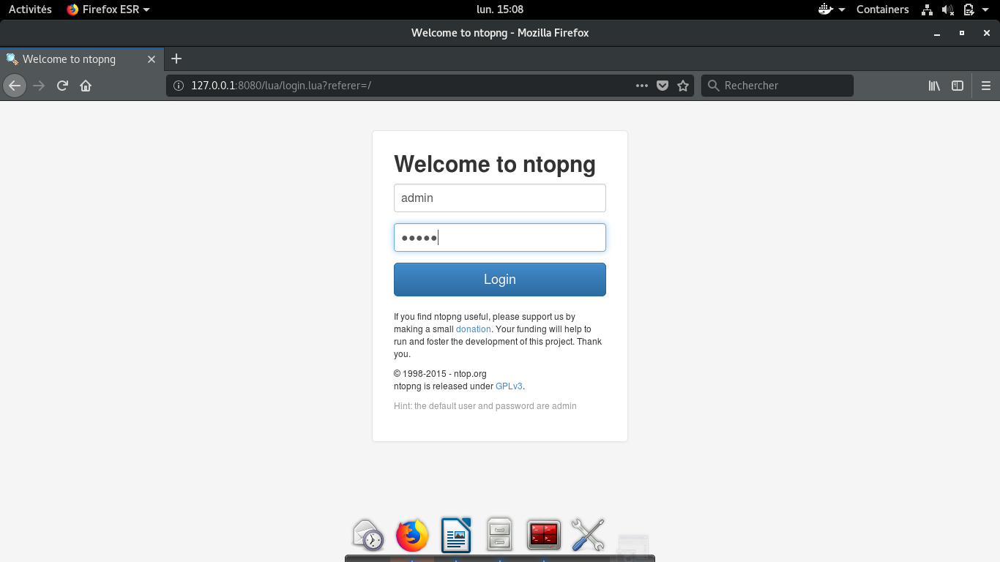 Activités Firefox ESR lun. 15:08 Containers
Welcome to ntopng - Mozilla Firefox
Welcome to ntopng
127.0.0.1:8080/lua/login.lua?referer=/ Rechercher
Welcome to ntopng
admin
●●●●●
Login
If you find ntopng useful, please support us by
making a small donation. Your funding will help to
run and foster the development of this project. Thank
you.
© 1998-2015 - ntop.org
ntopng is released under GPLv3.
Hint: the default user and password are admin